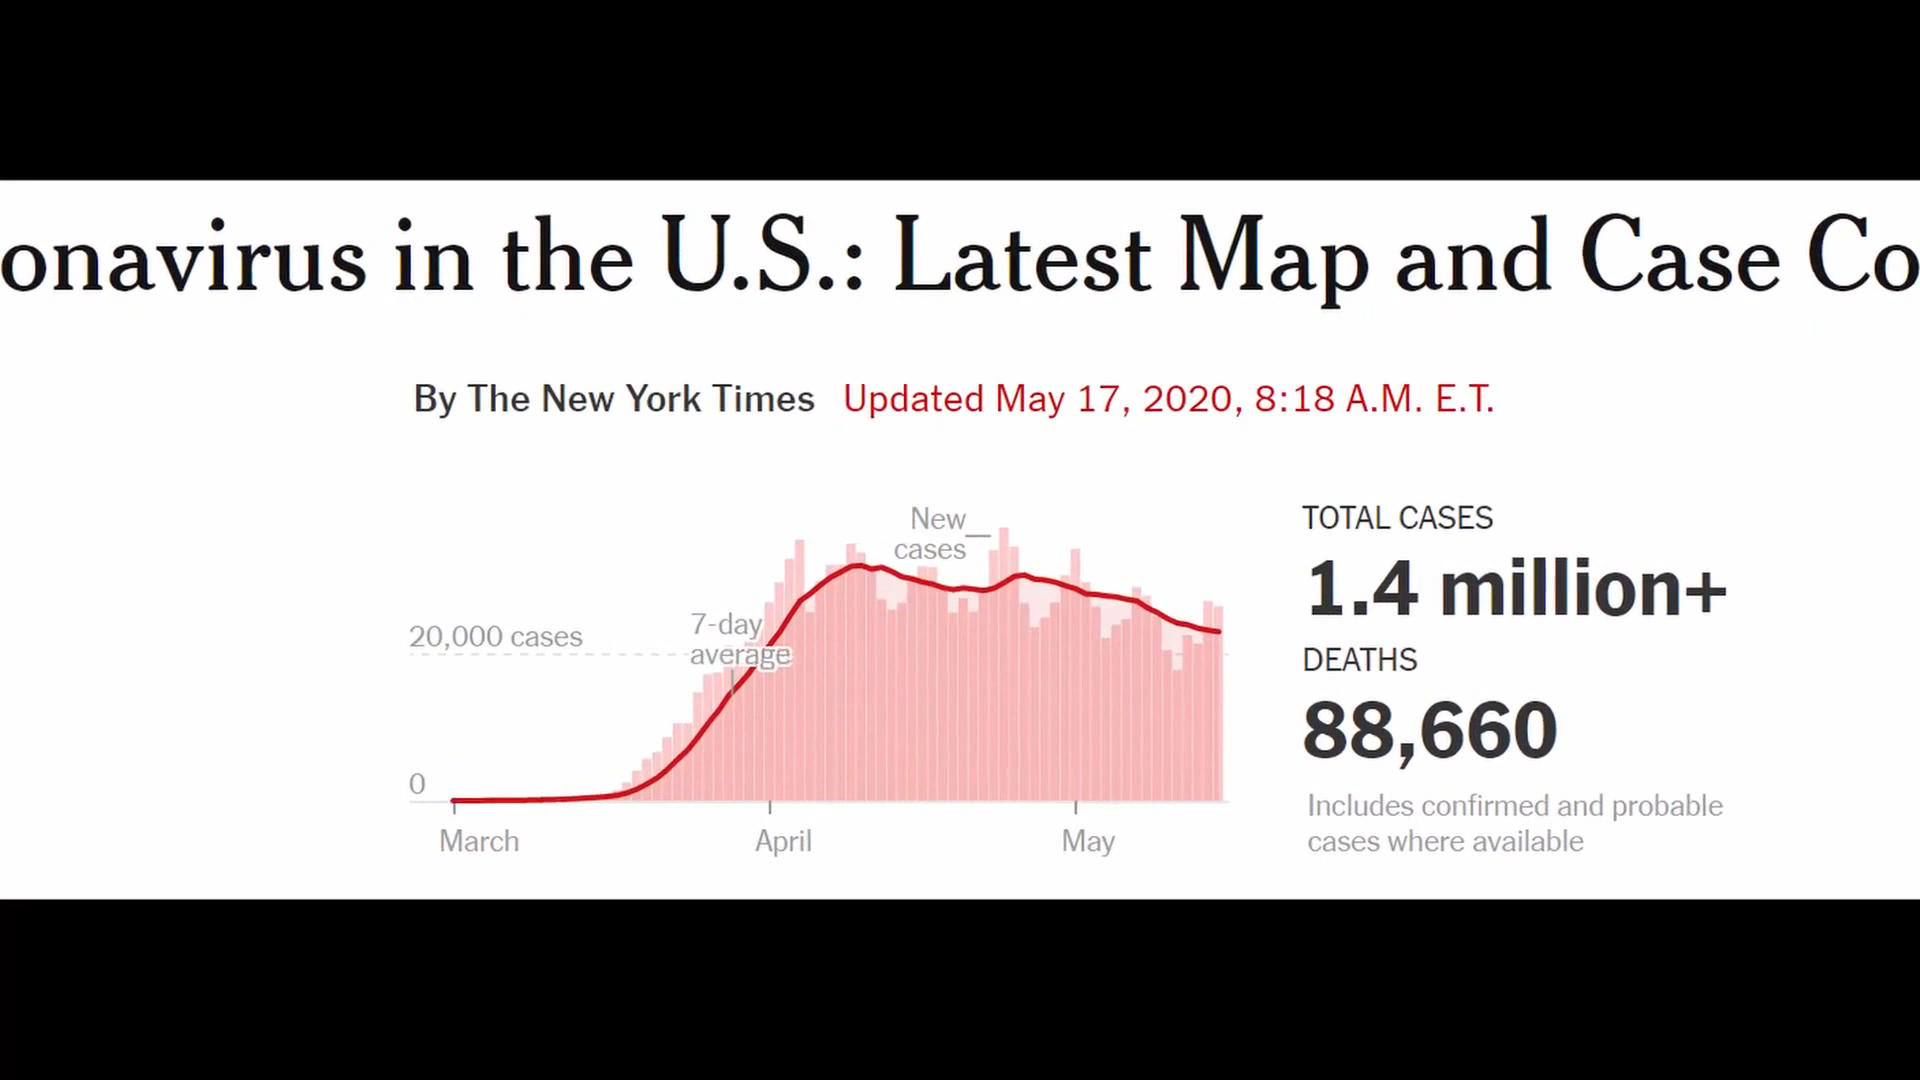 onavirus in the U.S.: Latest Map and Case Co
By The New York Times Updated May 17, 2020, 8:18 A.M. E.T.
New
cases
7-day
average
20,000 cases
0
March April May
TOTAL CASES
1.4 million+
DEATHS
88,660
Includes confirmed and probable
cases where available